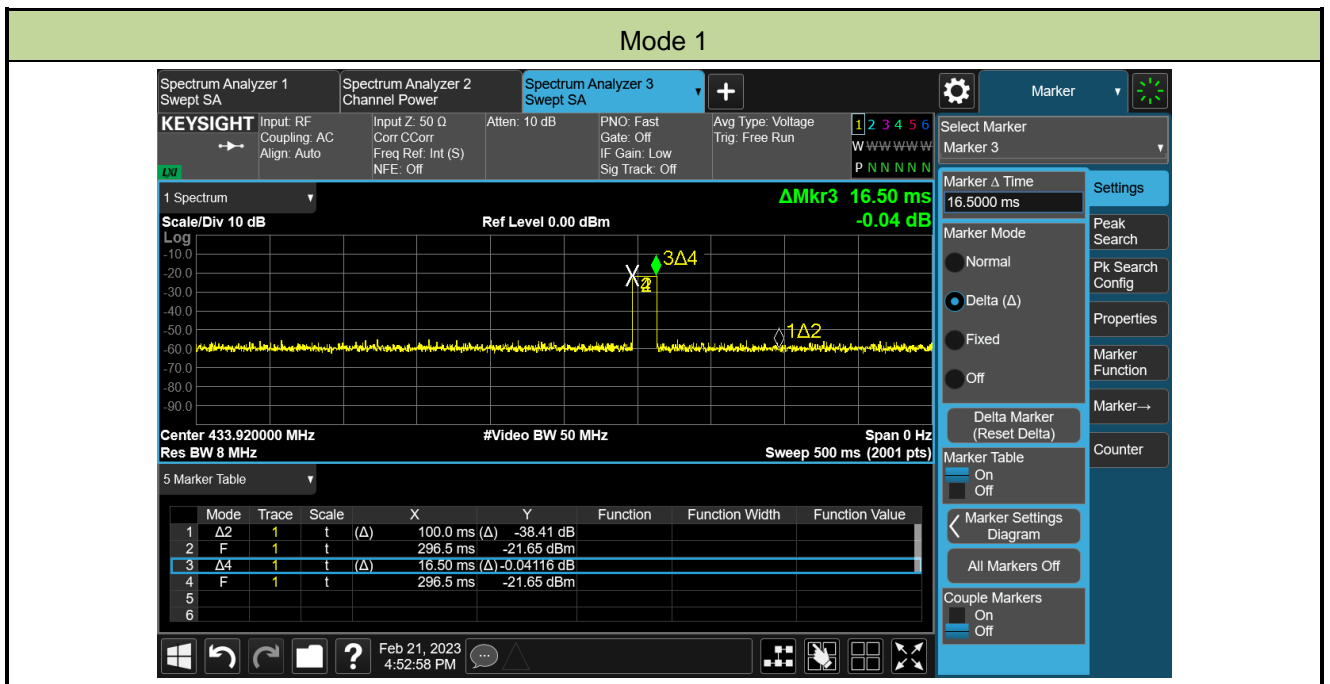 Mode 1
Spectrum Analyzer 1 Spectrum Analyzer 2 Spectrum Analyzer 3
Swept SA Channel Power Swept SA
Marker
KEYSIGHT Input: RF Input Z: 50 Ω Atten: 10 dB PNO: Fast Avg Type: Voltage 1 2 3 4 5 6
Coupling: AC Corr CCorr Gate: Off Trig: Free Run W W W W W W
Align: Auto Freq Ref: Int (S) IF Gain: Low
LXI NFE: Off Sig Track: Off P N N N N N
Select Marker
Marker 3
1 Spectrum
ΔMkr3 16.50 ms
Scale/Div 10 dB Ref Level 0.00 dBm -0.04 dB
Log
-10.0
-20.0
-30.0
-40.0
-50.0
-60.0
-70.0
-80.0
-90.0
3Δ4
1Δ2
Center 433.920000 MHz #Video BW 50 MHz Span 0 Hz
Res BW 8 MHz Sweep 500 ms (2001 pts)
5 Marker Table
Mode Trace Scale X Y Function Function Width Function Value
1 Δ2 1 t (Δ) 100.0 ms (Δ) -38.41 dB
2 F 1 t 296.5 ms -21.65 dBm
3 Δ4 1 t (Δ) 16.50 ms (Δ) -0.04116 dB
4 F 1 t 296.5 ms -21.65 dBm
5
6
Marker Δ Time
16.5000 ms
Marker Mode
Normal
Delta (Δ)
Fixed
Off
Delta Marker
(Reset Delta)
Marker Table
On
Off
Marker Settings
Diagram
All Markers Off
Couple Markers
On
Off
Settings
Peak
Search
Pk Search
Config
Properties
Marker
Function
Marker→
Counter
? Feb 21, 2023
4:52:58 PM